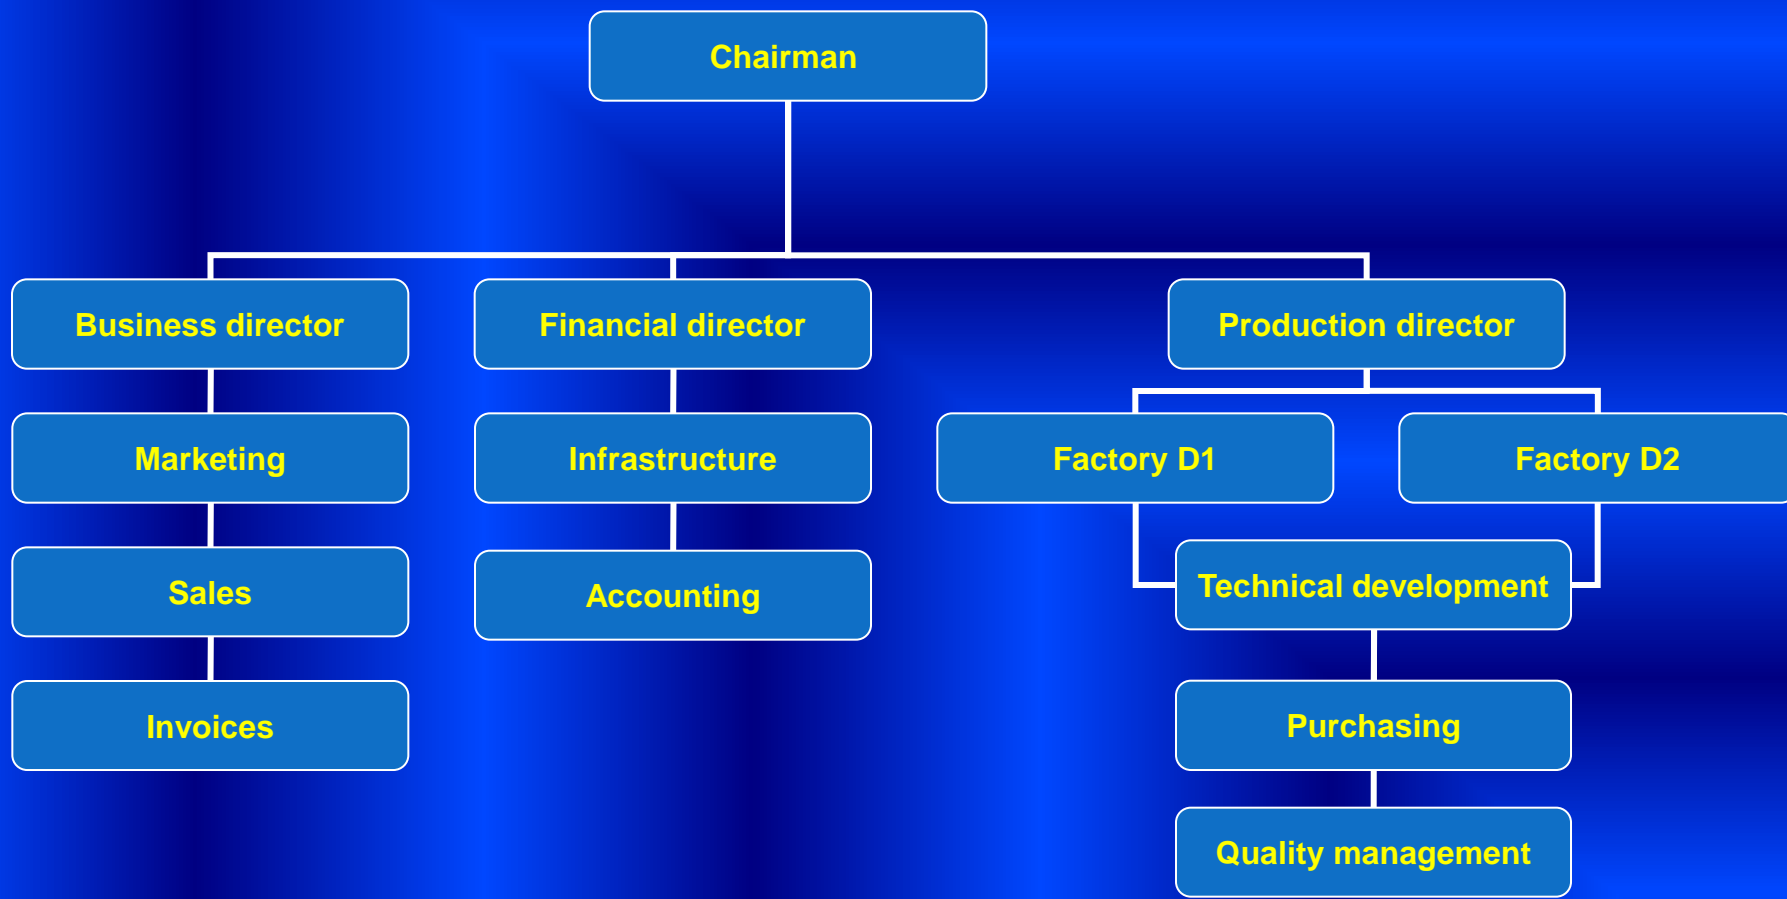 Chairman
Business director
Financial director
Production director
Marketing
Infrastructure
Factory D1
Factory D2
Sales
Accounting
Technical development
Invoices
Purchasing
Quality management